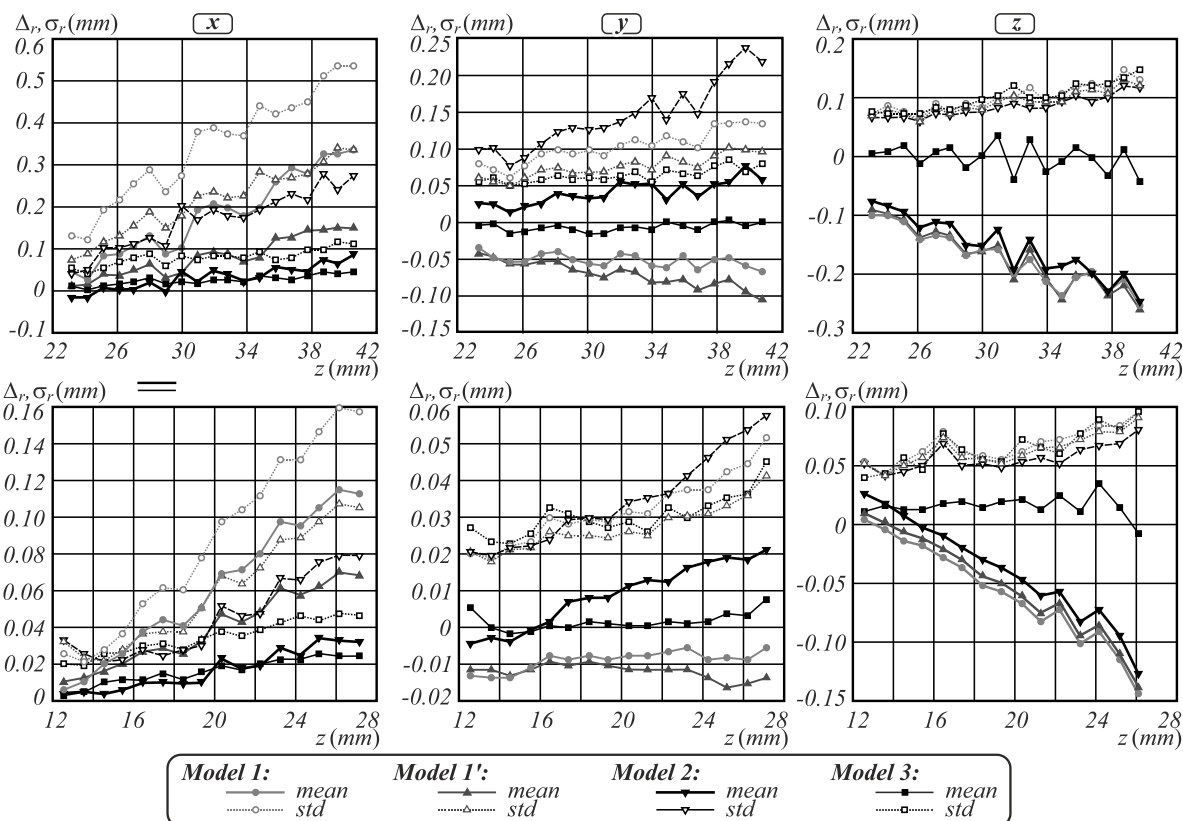 Δr, σr (mm) x Δr, σr (mm) y Δr, σr (mm) z
0.6 0.25 0.2
0.5 0.20
0.4 0.15 0.1
0.3 0.10 0
0.2 0.05
0.1 0 -0.1
0 -0.05 -0.2
-0.10
-0.1 -0.15 -0.3
22 26 30 34 38 42 22 26 30 34 38 42 22 26 30 34 38 42
z (mm) z (mm) z (mm)
Δr, σr (mm) Δr, σr (mm) Δr, σr (mm)
0.16 0.06 0.10
0.05
0.12 0.04 0.05
0.10 0.03 0
0.08 0.02
0.06 0.01 -0.05
0.04 0 -0.10
0.02 -0.01
0 -0.02 -0.15
12 16 20 24 28 12 16 20 24 28 12 16 20 24 28
z (mm) z (mm) z (mm)
Model 1: Model 1': Model 2: Model 3:
mean mean mean mean
std std std std